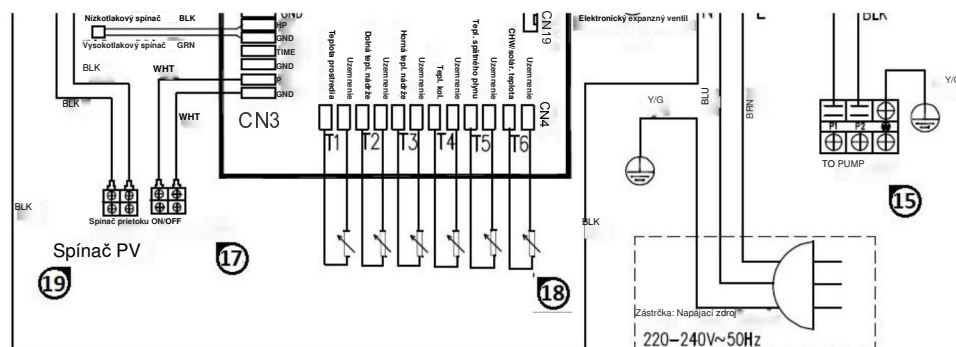 GND
Nízkotlakový spínač BLK
HP
Vysokotlakový spínač GRN
GND
TIME
BLK
WHT
GND
P
BLK
GND
WHT
CN3
Teplota prostredia
Uzemnenie
Dolná tepl. nádrže
Uzemnenie
Horná tepl. nádrže
Uzemnenie
Tepl. kol.
Uzemnenie
Tepl. spätného plynu
Uzemnenie
CHW/solár. teplota
Uzemnenie
CN19
CN4
T1
T2
T3
T4
T5
T6
Elektronický expanzný ventil
N
L
BLK
Y/G
BLU
BRN
Y/G
P1
P2
TO PUMP
15
BLK
Spínač prietoku ON/OFF
Spínač PV
19
17
18
BLK
Zástrčka: Napájací zdroj
220-240V~50Hz